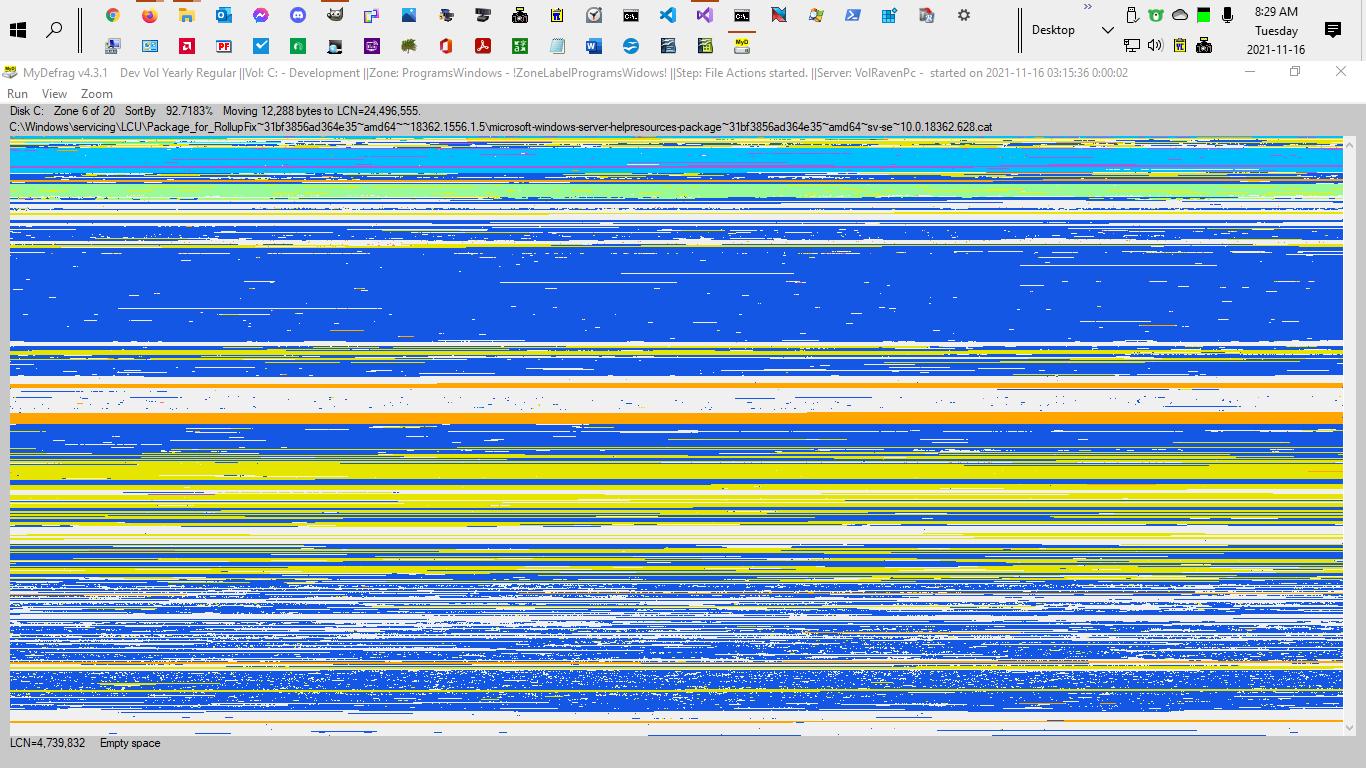 8:29 AM
Desktop
Tuesday
2021-11-16
MyDefrag v4.3.1 Dev Vol Yearly Regular ||Vol: C: - Development ||Zone: ProgramsWindows - !ZoneLabelProgramsWidows! ||Step: File Actions started. ||Server: VolRavenPc - started on 2021-11-16 03:15:36 0:00:02
Run View Zoom
Disk C: Zone 6 of 20 SortBy 92.7183% Moving 12,288 bytes to LCN=24,496,555.
C:\Windows\servicing\LCU\Package_for_RollupFix~31bf3856ad364e35~amd64~~18362.1556.1.5\microsoft-windows-server-helpresources-package~31bf3856ad364e35~amd64~sv-se~10.0.18362.628.cat
LCN=4,739,832 Empty space